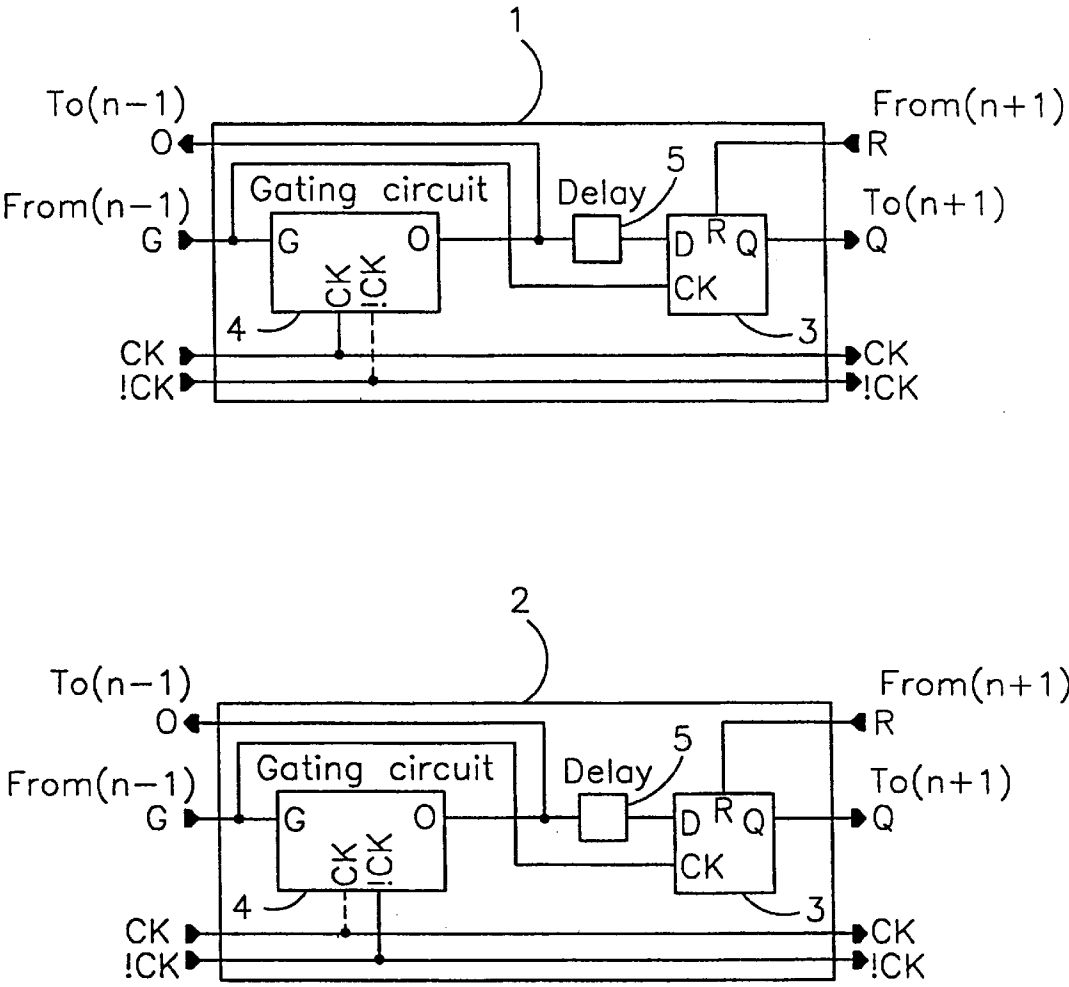 1
To(n-1)
From(n+1)
O
R
5
Gating circuit
Delay
From(n-1)
To(n+1)
G
G
O
D
R
Q
Q
CK
!CK
CK
4
3
CK
CK
!CK
!CK
2
To(n-1)
From(n+1)
O
R
5
Gating circuit
Delay
From(n-1)
To(n+1)
G
G
O
D
R
Q
Q
CK
!CK
CK
4
3
CK
CK
!CK
!CK